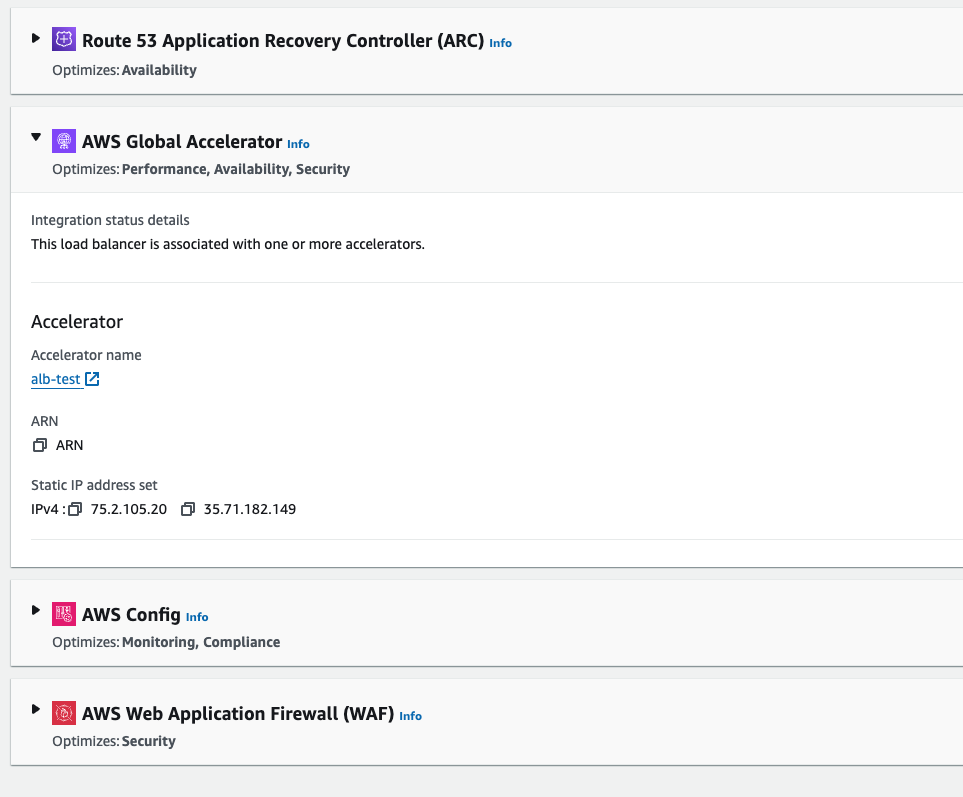 Route 53 Application Recovery Controller (ARC) Info
Optimizes: Availability
AWS Global Accelerator Info
Optimizes: Performance, Availability, Security
Integration status details
This load balancer is associated with one or more accelerators.
Accelerator
Accelerator name
alb-test
ARN
ARN
Static IP address set
IPv4 : 75.2.105.20 35.71.182.149
AWS Config Info
Optimizes: Monitoring, Compliance
AWS Web Application Firewall (WAF) Info
Optimizes: Security